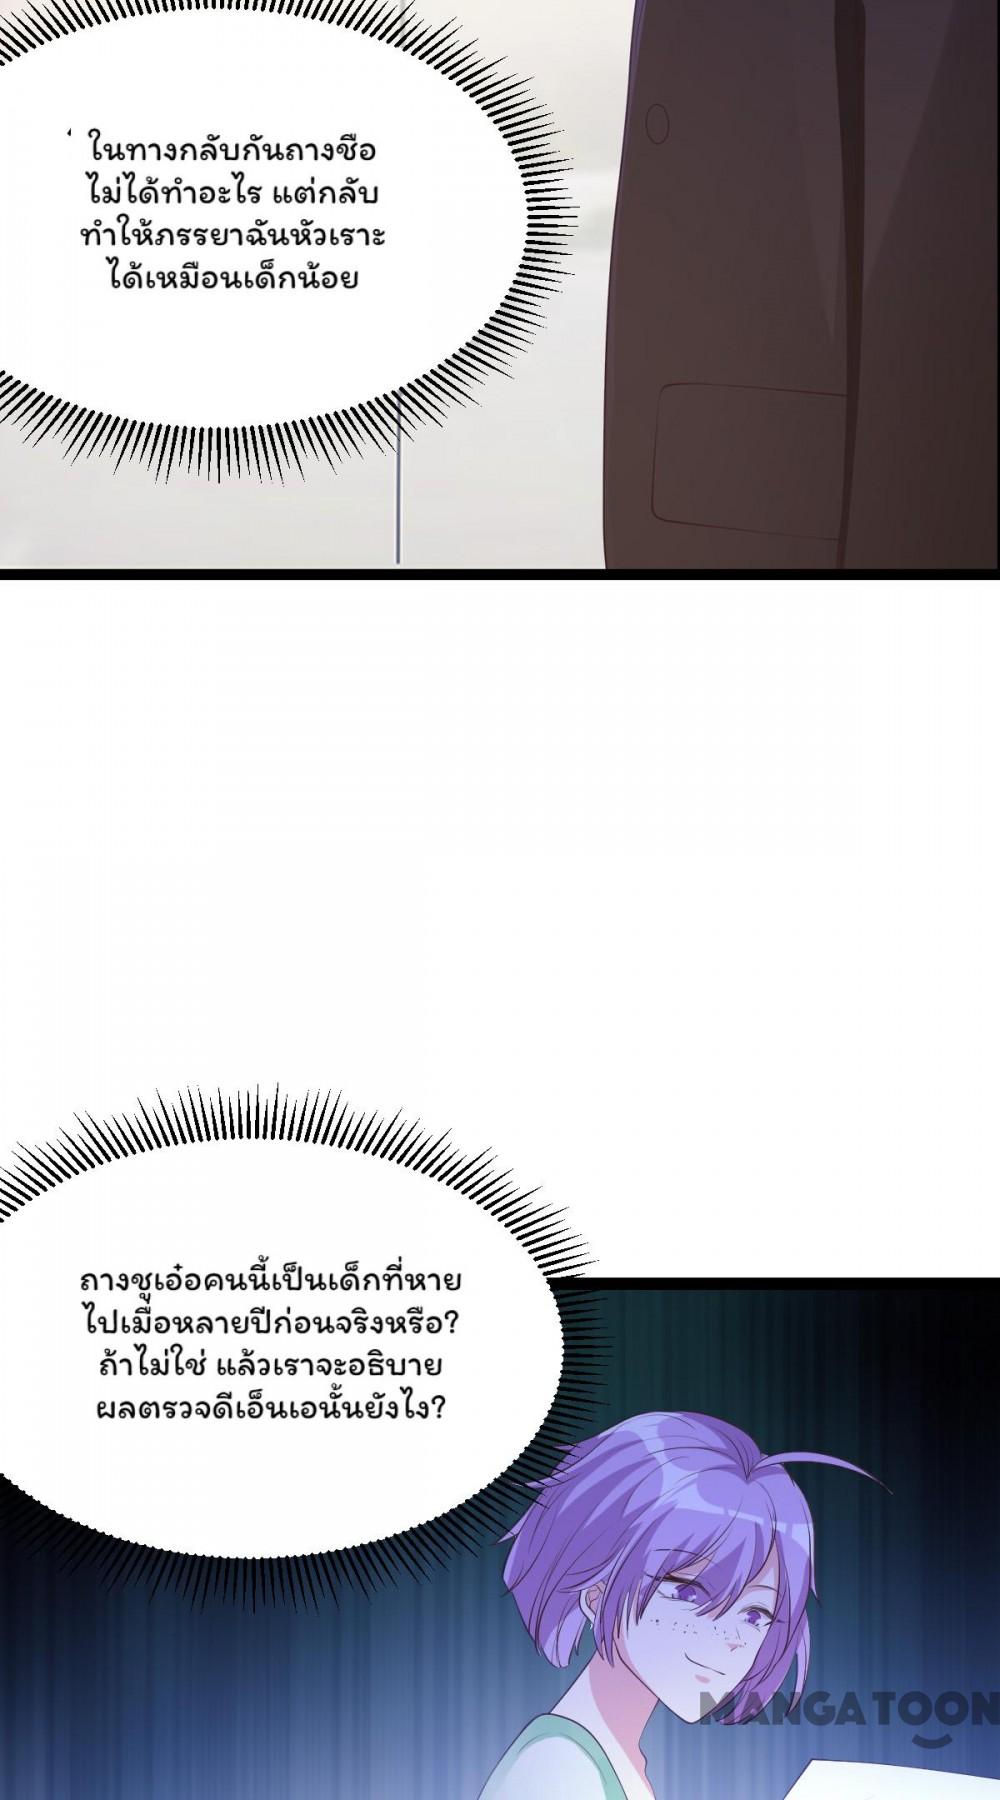 ในทางกลับกันถางชือ
ไม่ได้ทำอะไร แต่กลับ
ทำให้ภรรยาฉันหัวเราะ
ได้เหมือนเด็กน้อย
ถางชูเอ๋อคนนี้เป็นเด็กที่หาย
ไปเมื่อหลายปีก่อนจริงหรือ?
ถ้าไม่ใช่ แล้วเราจะอธิบาย
ผลตรวจดีเอ็นเอนั้นยังไง?
MANGATOON